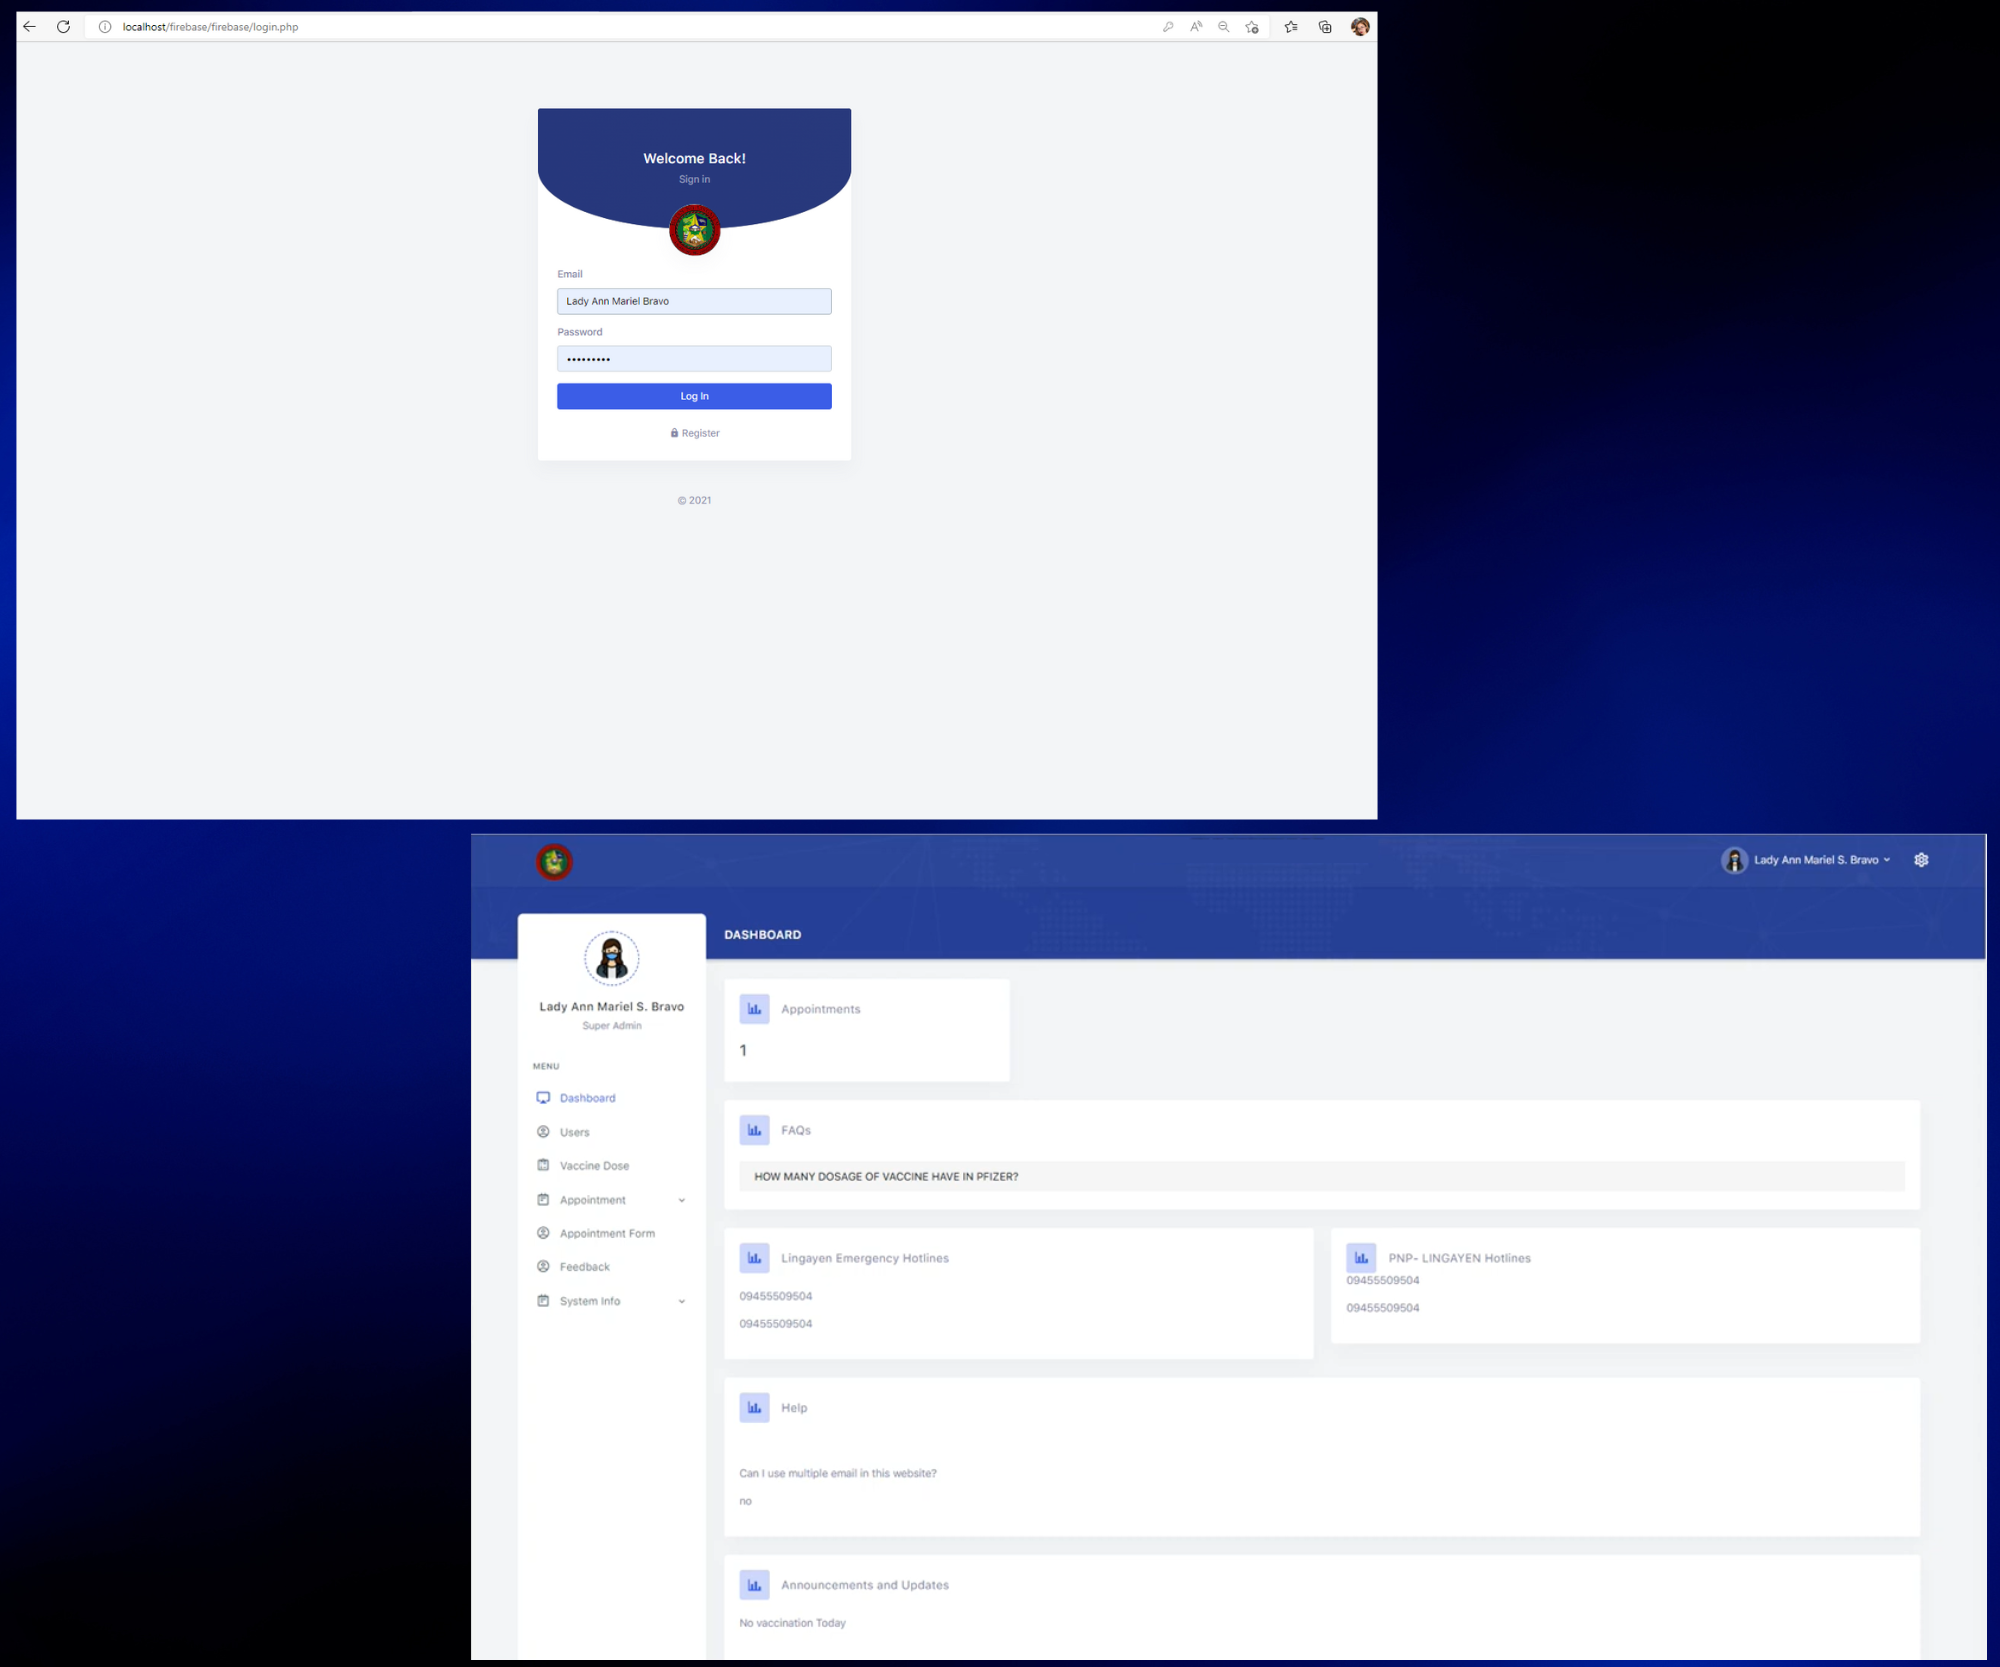 localhost/firebase/firebase/login.php
Welcome Back!
Sign in
Email
Lady Ann Mariel Bravo
Password
•••••••••
Log In
Register
© 2021
Lady Ann Mariel S. Bravo
DASHBOARD
Lady Ann Mariel S. Bravo
Super Admin
MENU
Dashboard
Users
Vaccine Dose
Appointment
Appointment Form
Feedback
System Info
Appointments
1
FAQs
HOW MANY DOSAGE OF VACCINE HAVE IN PFIZER?
Lingayen Emergency Hotlines
09455509504
09455509504
PNP- LINGAYEN Hotlines
09455509504
09455509504
Help
Can I use multiple email in this website?
no
Announcements and Updates
No vaccination Today